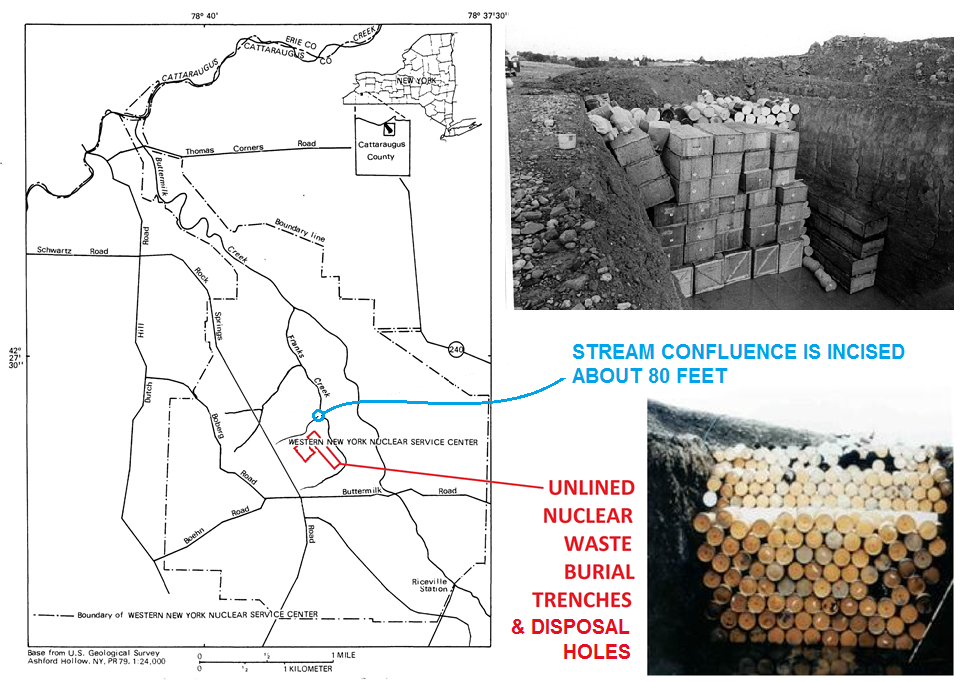 78° 40'
78° 37'30"
ERIE CO
CATTARAUGUS CO
CATTARAUGUS
CREEK
NEW YORK
Cattaraugus
County
Thomas Corners Road
Buttermilk
Creek
Boundary line
Schwartz Road
Road
Hill
Dutch
Rock
Springs
Road
240
42°
27'
30"
Franks
Creek
STREAM CONFLUENCE IS INCISED
ABOUT 80 FEET
Boberg
Road
WESTERN NEW YORK NUCLEAR SERVICE CENTER
Buttermilk Road
Boehn Road
UNLINED
NUCLEAR
WASTE
BURIAL
TRENCHES
& DISPOSAL
HOLES
Riceville
Station
Boundary of WESTERN NEW YORK NUCLEAR SERVICE CENTER
Base from U.S. Geological Survey
Ashford Hollow, NY, PR79, 1:24,000
0 ½ 1 MILE
0 ½ 1 KILOMETER